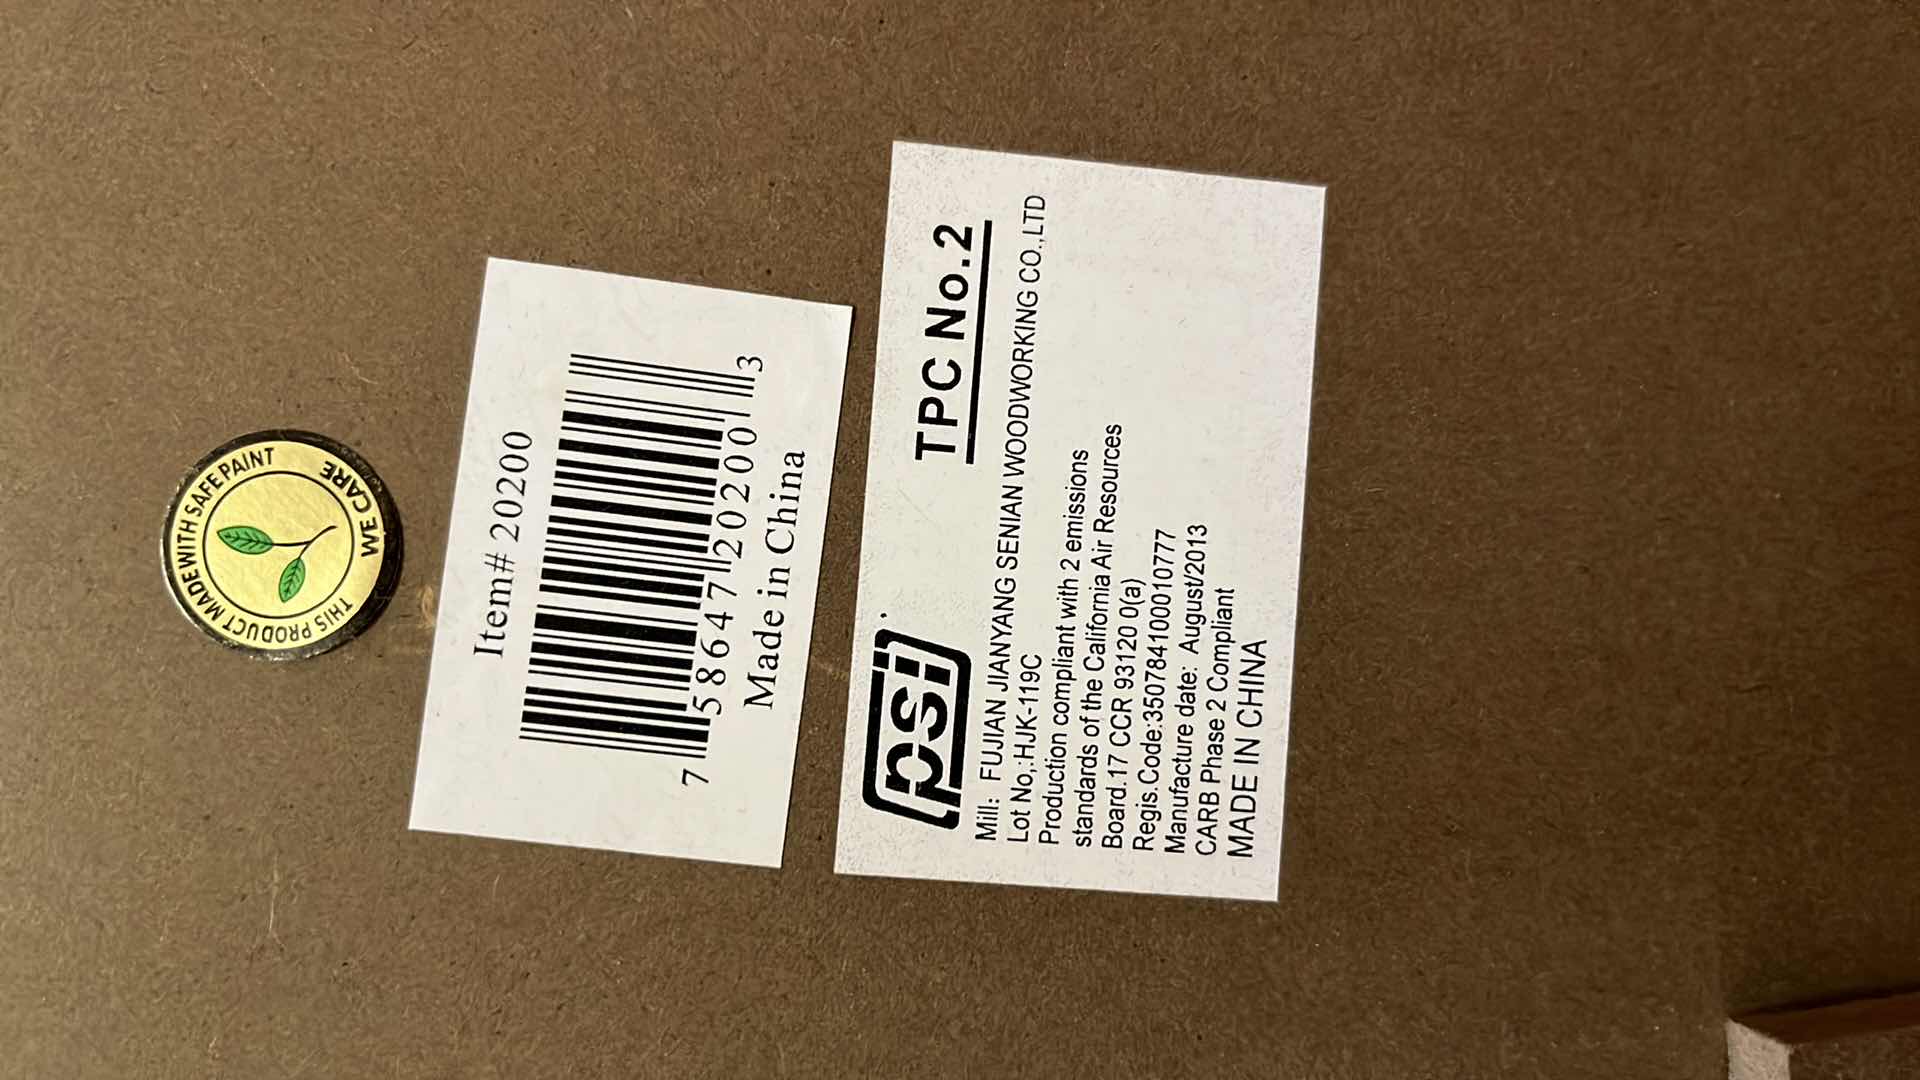 THIS PRODUCT MADE WITH SAFE PAINT
WE CARE
Item# 20200
7 58647 20200 3
Made in China
psi
TPC No.2
Mill: FUJIAN JIANYANG SENIAN WOODWORKING CO.,LTD
Lot No,:HJK-119C
Production compliant with 2 emissions
standards of the California Air Resources
Board.17 CCR 93120 0(a)
Regis.Code:350784100010777
Manufacture date: August/2013
CARB Phase 2 Compliant
MADE IN CHINA